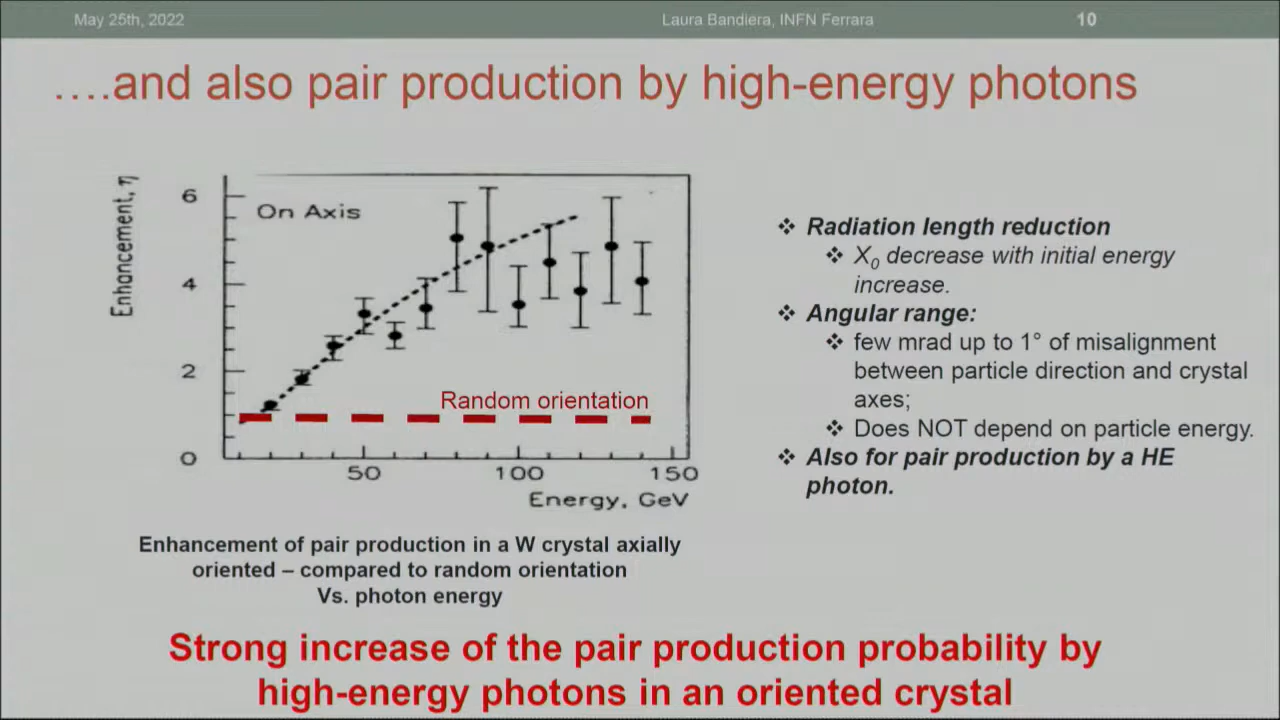 May 25th, 2022
Laura Bandiera, INFN Ferrara
10
….and also pair production by high-energy photons
Enhancement, η
6
4
2
0
On Axis
Random orientation
50
100
150
Energy, GeV
Enhancement of pair production in a W crystal axially
oriented – compared to random orientation
Vs. photon energy
❖ Radiation length reduction
❖ X0 decrease with initial energy
increase.
❖ Angular range:
❖ few mrad up to 1° of misalignment
between particle direction and crystal
axes;
❖ Does NOT depend on particle energy.
❖ Also for pair production by a HE
photon.
Strong increase of the pair production probability by
high-energy photons in an oriented crystal